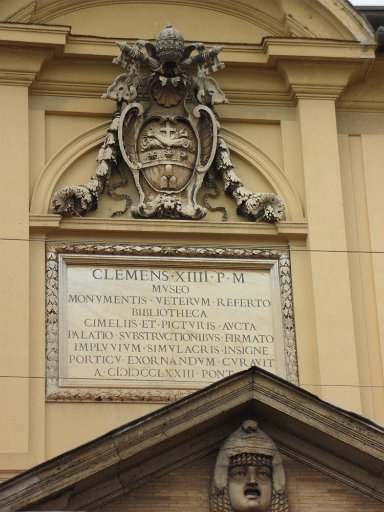 CLEMENS · XIIII · P · M
MVSEO
MONVMENTIS · VETERVM · REFERTO
BIBLIOTHECA
CIMELIIS · ET · PICTVRIS · AVCTA
PALATIO · SVBSTRVCTIONIBVS · FIRMATO
IMPLVVIVM · SIMVLACRIS · INSIGNE
PORTICV · EXORNANDVM · CVRAVIT
A · CIↃIↃCCLXXIII · PONT